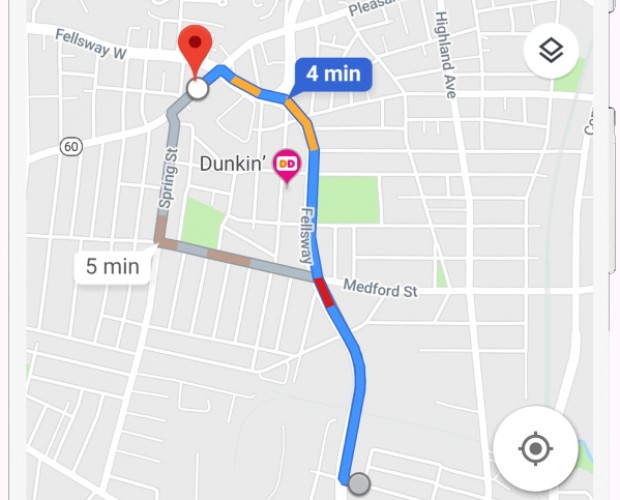 Pleasa
Fellsway W
Highland Ave
4 min
60
Dunkin'
DD
Spring St
Fellsway
5 min
Medford St